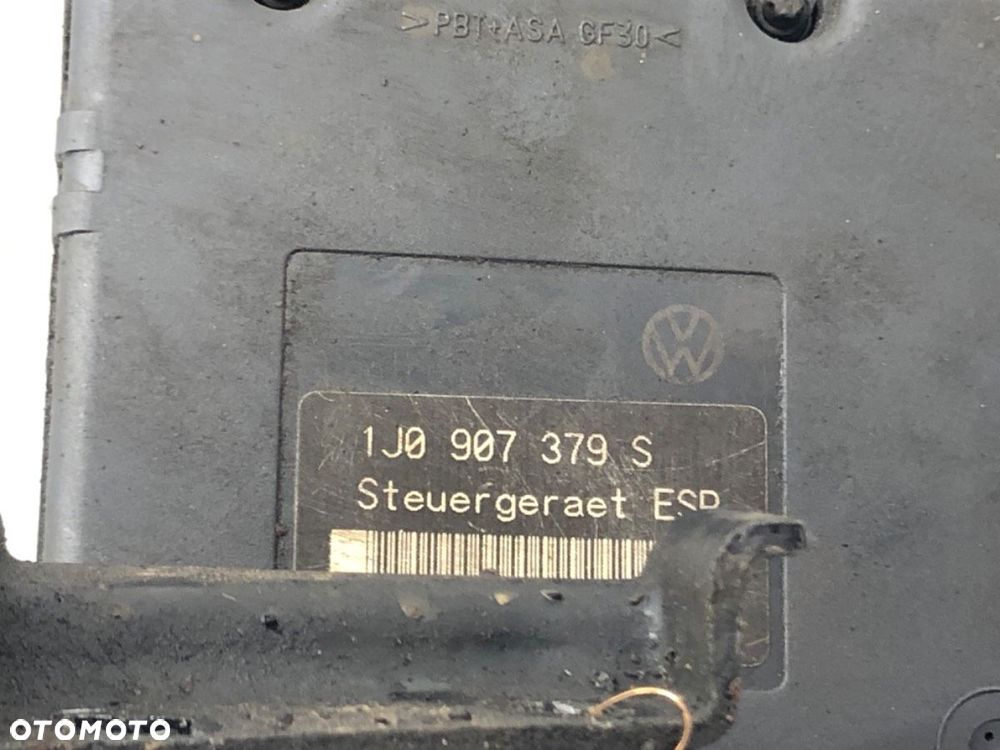 >PBT+ASA GF30<
1J0 907 379 S
Steuergeraet ESP
OTOMOTO